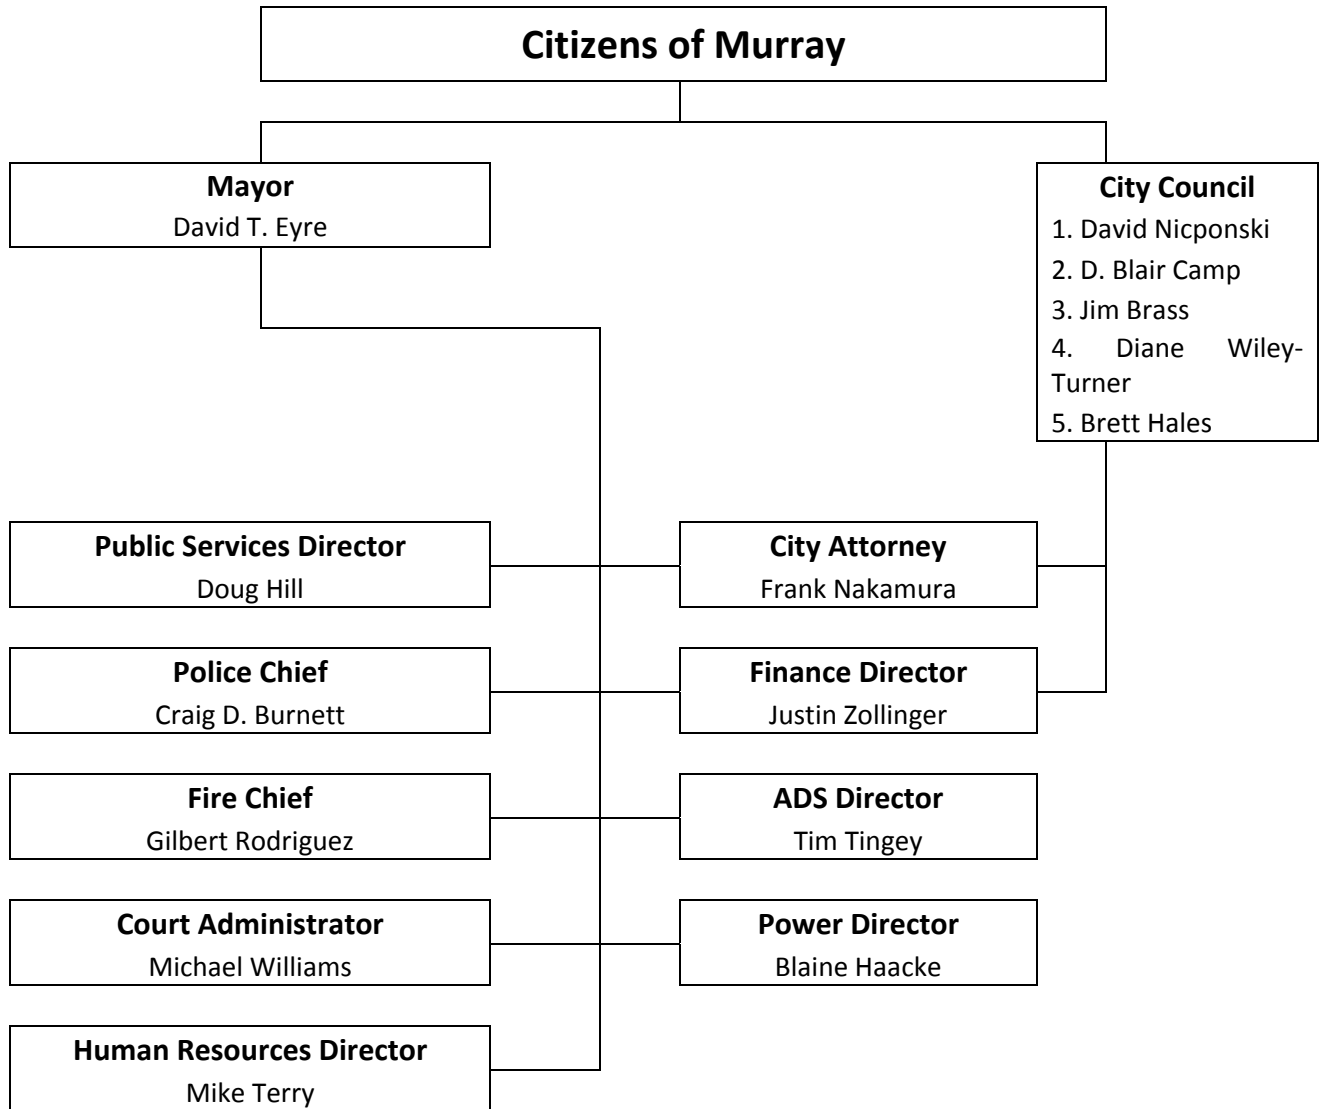 Citizens of Murray
Mayor
David T. Eyre
City Council
1. David Nicponski
2. D. Blair Camp
3. Jim Brass
4. Diane Wiley-
Turner
5. Brett Hales
Public Services Director
Doug Hill
City Attorney
Frank Nakamura
Police Chief
Craig D. Burnett
Finance Director
Justin Zollinger
Fire Chief
Gilbert Rodriguez
ADS Director
Tim Tingey
Court Administrator
Michael Williams
Power Director
Blaine Haacke
Human Resources Director
Mike Terry